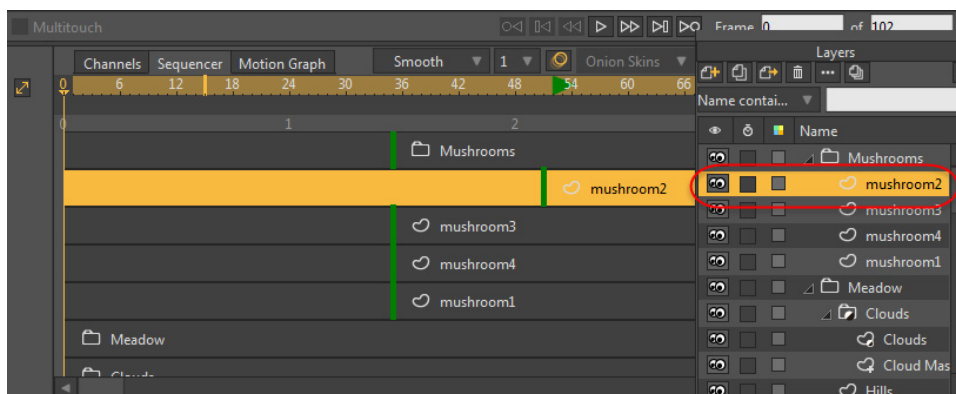 Multitouch Frame 0 of 102
Channels Sequencer Motion Graph Smooth 1 Onion Skins
Layers
0 6 12 18 24 30 36 42 48 54 60 66
Name contai...
0 1 2
Name
Mushrooms
mushroom2
mushroom3
mushroom4
mushroom1
Meadow
Clouds
Mushrooms
mushroom2
mushroom3
mushroom4
mushroom1
Meadow
Clouds
Clouds
Cloud Mas
Hills